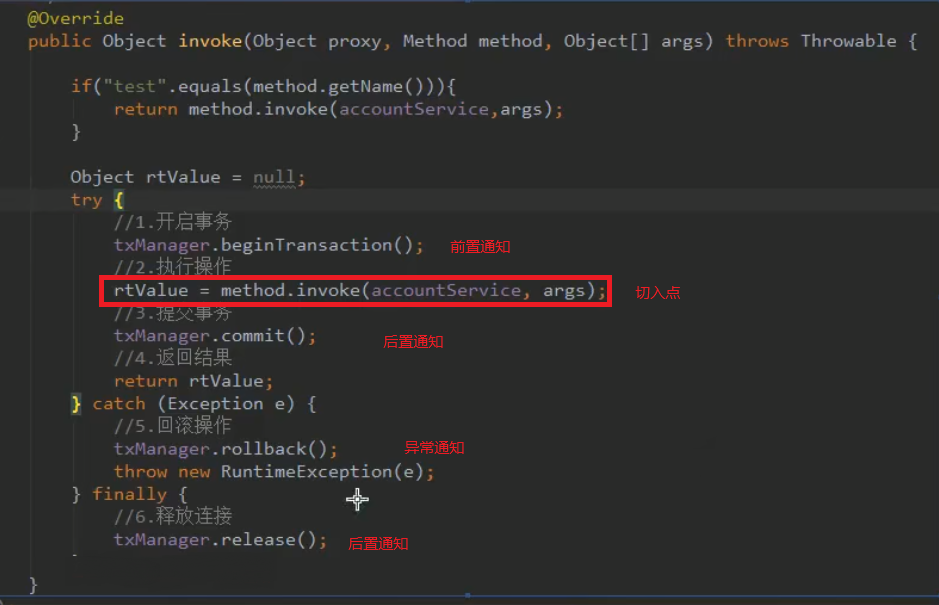 @Override
public Object invoke(Object proxy, Method method, Object[] args) throws Throwable {
if("test".equals(method.getName())){
return method.invoke(accountService,args);
}
Object rtValue = null;
try {
//1.开启事务
txManager.beginTransaction(); 前置通知
//2.执行操作
rtValue = method.invoke(accountService, args); 切入点
//3.提交事务
txManager.commit(); 后置通知
//4.返回结果
return rtValue;
} catch (Exception e) {
//5.回滚操作
txManager.rollback(); 异常通知
throw new RuntimeException(e);
} finally {
//6.释放连接
txManager.release(); 后置通知
}